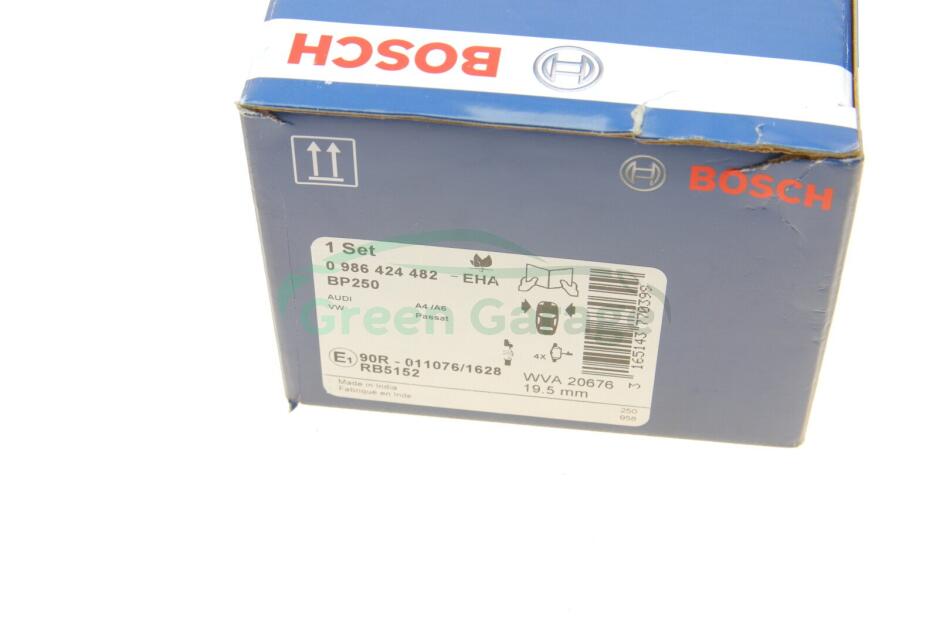 BOSCH
BOSCH
1 Set
0 986 424 482 - EHA
BP250
AUDI A4/A6
VW Passat
Green Garage
4X
E1 90R - 011076/1628
RB5152
WVA 20676
19.5 mm
Made in India
Fabriqué en Inde
250
958
3 165143 770399